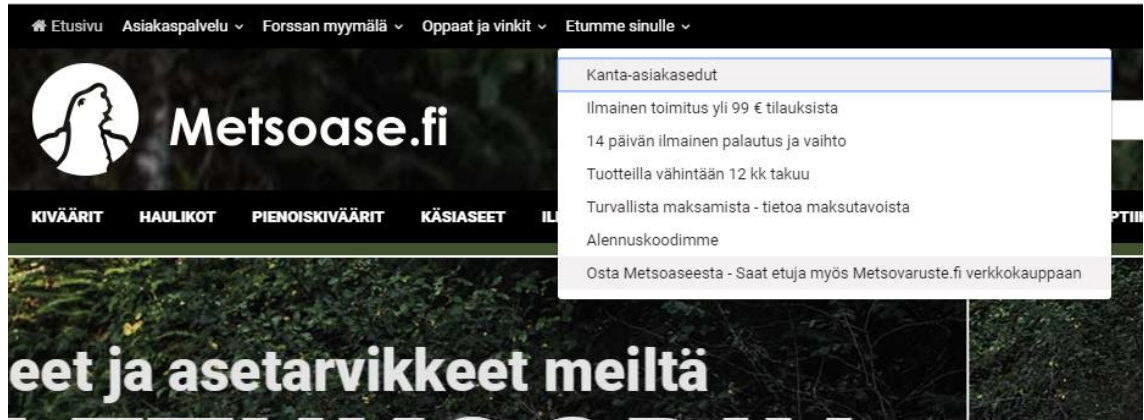 Etusivu Asiakaspalvelu Forssan myymälä Oppaat ja vinkit Etumme sinulle
Kanta-asiakasedut
Ilmainen toimitus yli 99 € tilauksista
14 päivän ilmainen palautus ja vaihto
Tuotteilla vähintään 12 kk takuu
Turvallista maksamista - tietoa maksutavoista
Alennuskoodimme
Osta Metsoaseesta - Saat etuja myös Metsovaruste.fi verkkokauppaan
Metsoase.fi
KIVÄÄRIT HAULIKOT PIENOISKIVÄÄRIT KÄSIASEET
eet ja asetarvikkeet meiltä